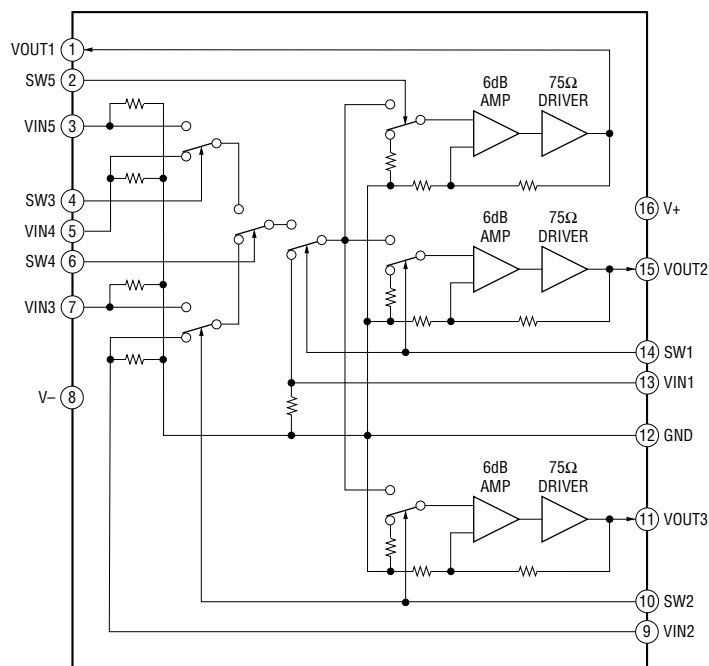 VOUT1 1
SW5 2
VIN5 3
SW3 4
VIN4 5
SW4 6
VIN3 7
V− 8
6dB AMP
75Ω DRIVER
16 V+
6dB AMP
75Ω DRIVER
15 VOUT2
14 SW1
13 VIN1
12 GND
6dB AMP
75Ω DRIVER
11 VOUT3
10 SW2
9 VIN2